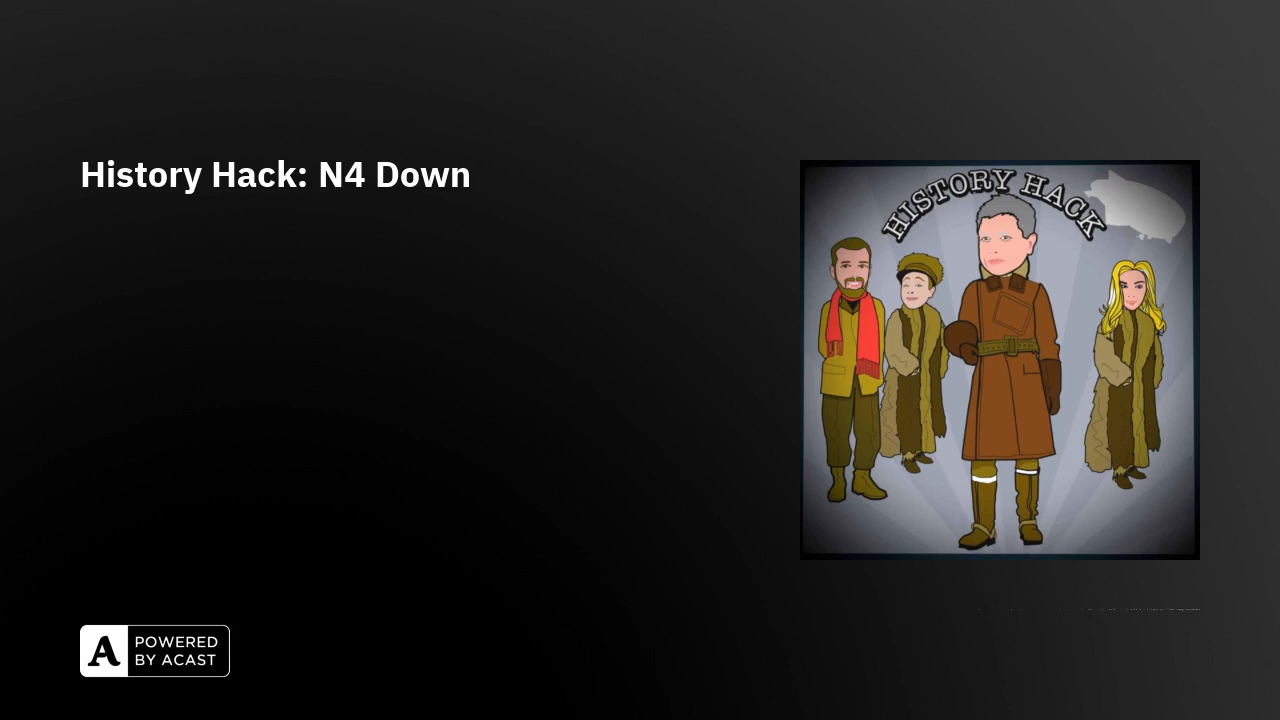 History Hack: N4 Down
HISTORY HACK
A
POWERED
BY ACAST